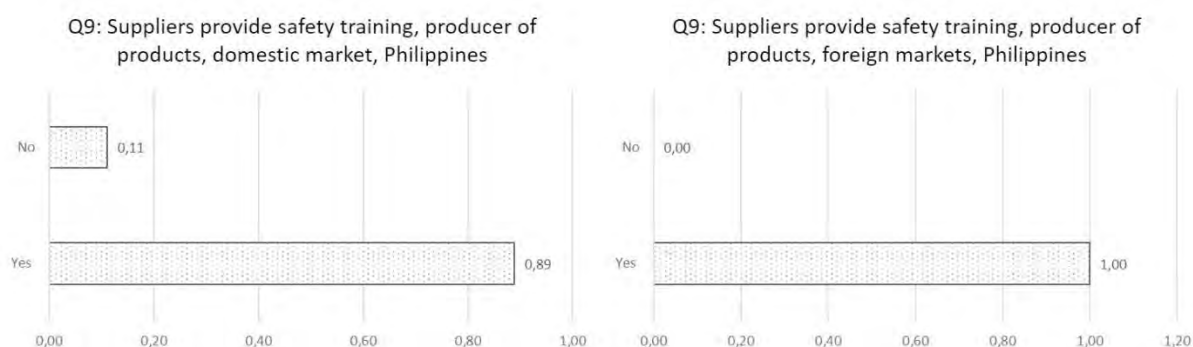 Q9: Suppliers provide safety training, producer of
products, domestic market, Philippines
No
0,11
Yes
0,89
0,00
0,20
0,40
0,60
0,80
1,00
Q9: Suppliers provide safety training, producer of
products, foreign markets, Philippines
No
0,00
Yes
1,00
0,00
0,20
0,40
0,60
0,80
1,00
1,20